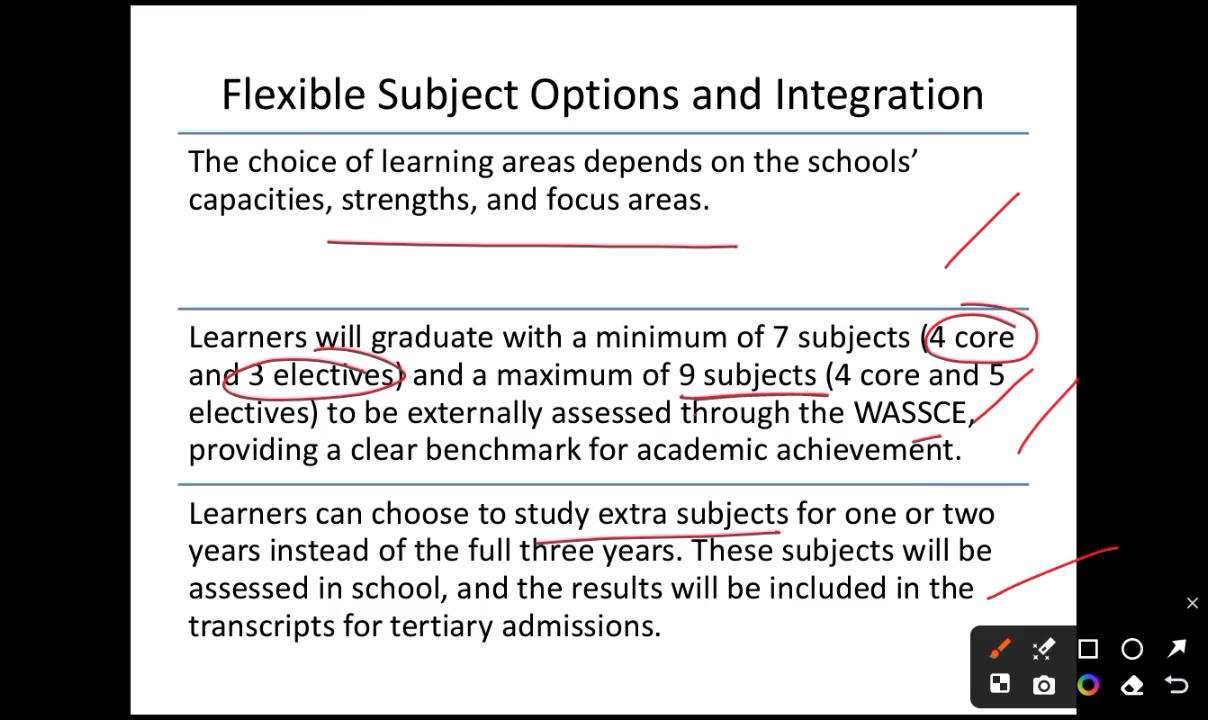 Flexible Subject Options and Integration
The choice of learning areas depends on the schools’
capacities, strengths, and focus areas.
Learners will graduate with a minimum of 7 subjects (4 core
and 3 electives) and a maximum of 9 subjects (4 core and 5
electives) to be externally assessed through the WASSCE,
providing a clear benchmark for academic achievement.
Learners can choose to study extra subjects for one or two
years instead of the full three years. These subjects will be
assessed in school, and the results will be included in the
transcripts for tertiary admissions.